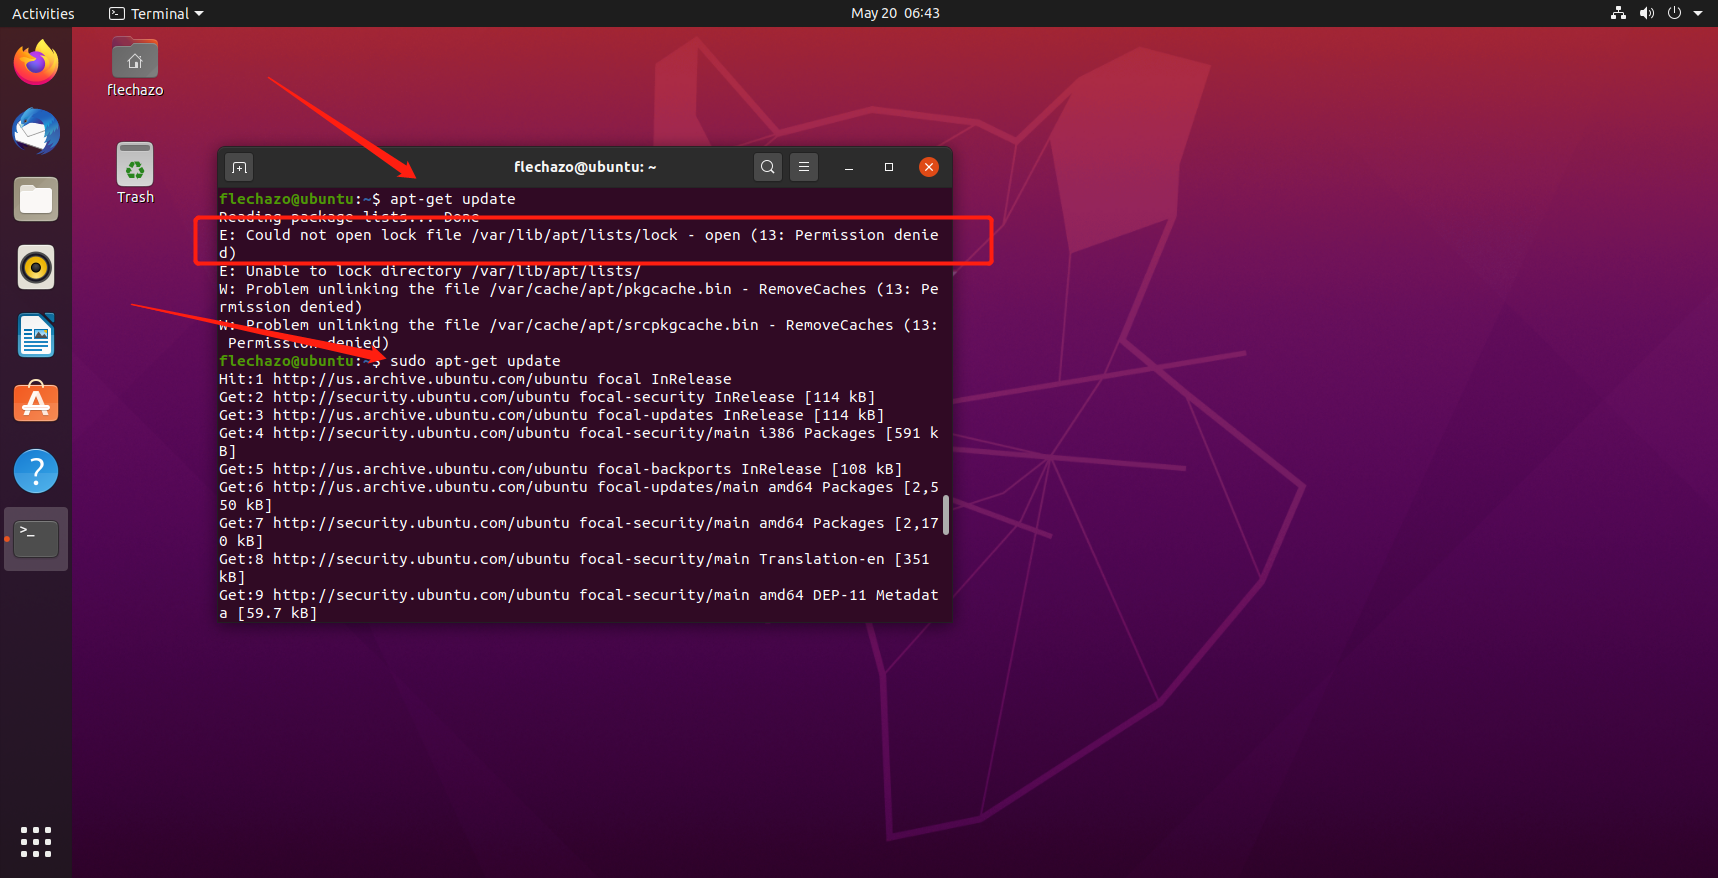 Activities
Terminal
May 20 06:43
flechazo
Trash
flechazo@ubuntu: ~
flechazo@ubuntu:~$ apt-get update
Reading package lists... Done
E: Could not open lock file /var/lib/apt/lists/lock - open (13: Permission denie
d)
E: Unable to lock directory /var/lib/apt/lists/
W: Problem unlinking the file /var/cache/apt/pkgcache.bin - RemoveCaches (13: Pe
rmission denied)
W: Problem unlinking the file /var/cache/apt/srcpkgcache.bin - RemoveCaches (13:
 Permission denied)
flechazo@ubuntu:~$ sudo apt-get update
Hit:1 http://us.archive.ubuntu.com/ubuntu focal InRelease
Get:2 http://security.ubuntu.com/ubuntu focal-security InRelease [114 kB]
Get:3 http://us.archive.ubuntu.com/ubuntu focal-updates InRelease [114 kB]
Get:4 http://security.ubuntu.com/ubuntu focal-security/main i386 Packages [591 k
B]
Get:5 http://us.archive.ubuntu.com/ubuntu focal-backports InRelease [108 kB]
Get:6 http://us.archive.ubuntu.com/ubuntu focal-updates/main amd64 Packages [2,5
50 kB]
Get:7 http://security.ubuntu.com/ubuntu focal-security/main amd64 Packages [2,17
0 kB]
Get:8 http://security.ubuntu.com/ubuntu focal-security/main Translation-en [351
kB]
Get:9 http://security.ubuntu.com/ubuntu focal-security/main amd64 DEP-11 Metadat
a [59.7 kB]